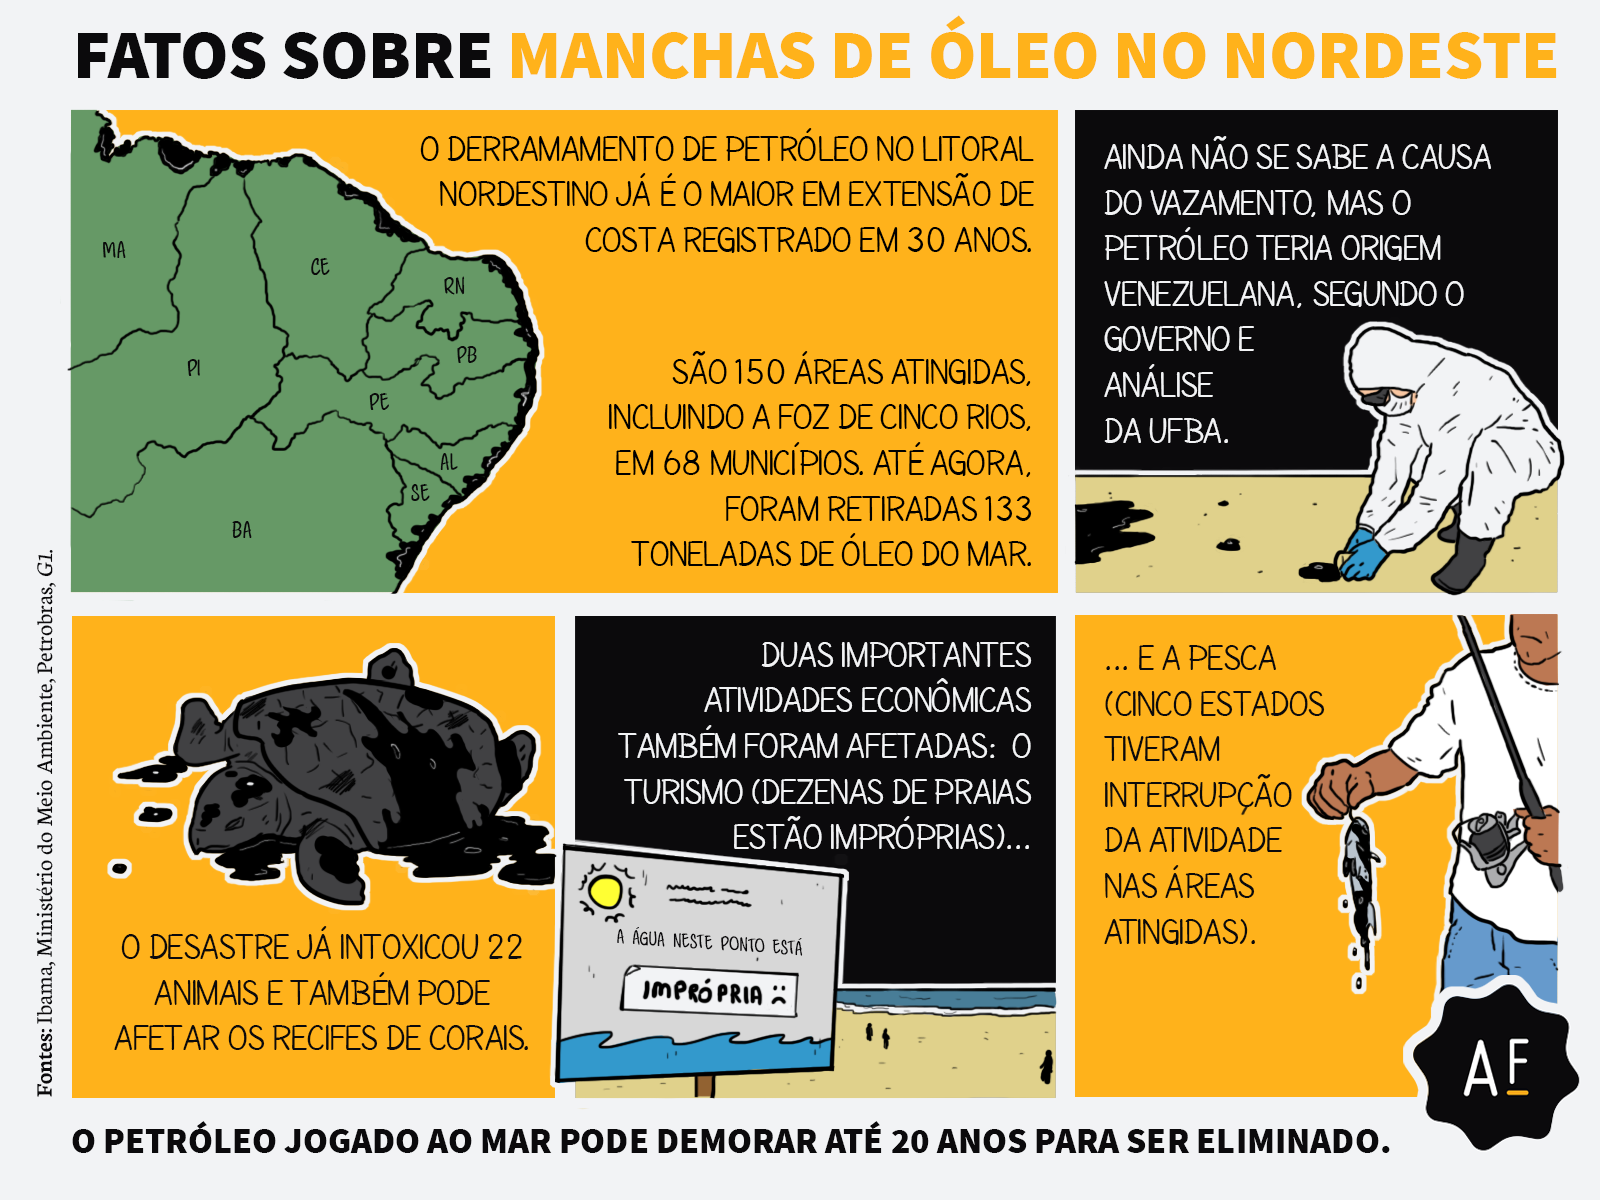 FATOS SOBRE MANCHAS DE ÓLEO NO NORDESTE
O DERRAMAMENTO DE PETRÓLEO NO LITORAL
NORDESTINO JÁ É O MAIOR EM EXTENSÃO DE
COSTA REGISTRADO EM 30 ANOS.
SÃO 150 ÁREAS ATINGIDAS,
INCLUINDO A FOZ DE CINCO RIOS,
EM 68 MUNICÍPIOS. ATÉ AGORA,
FORAM RETIRADAS 133
TONELADAS DE ÓLEO DO MAR.
MA
PI
CE
RN
PB
PE
AL
SE
BA
AINDA NÃO SE SABE A CAUSA
DO VAZAMENTO, MAS O
PETRÓLEO TERIA ORIGEM
VENEZUELANA, SEGUNDO O
GOVERNO E
ANÁLISE
DA UFBA.
O DESASTRE JÁ INTOXICOU 22
ANIMAIS E TAMBÉM PODE
AFETAR OS RECIFES DE CORAIS.
DUAS IMPORTANTES
ATIVIDADES ECONÔMICAS
TAMBÉM FORAM AFETADAS: O
TURISMO (DEZENAS DE PRAIAS
ESTÃO IMPRÓPRIAS)...
A ÁGUA NESTE PONTO ESTÁ
IMPRÓPRIA :(
... E A PESCA
(CINCO ESTADOS
TIVERAM
INTERRUPÇÃO
DA ATIVIDADE
NAS ÁREAS
ATINGIDAS).
AF
O PETRÓLEO JOGADO AO MAR PODE DEMORAR ATÉ 20 ANOS PARA SER ELIMINADO.
Fontes: Ibama, Ministério do Meio Ambiente, Petrobras, G1.